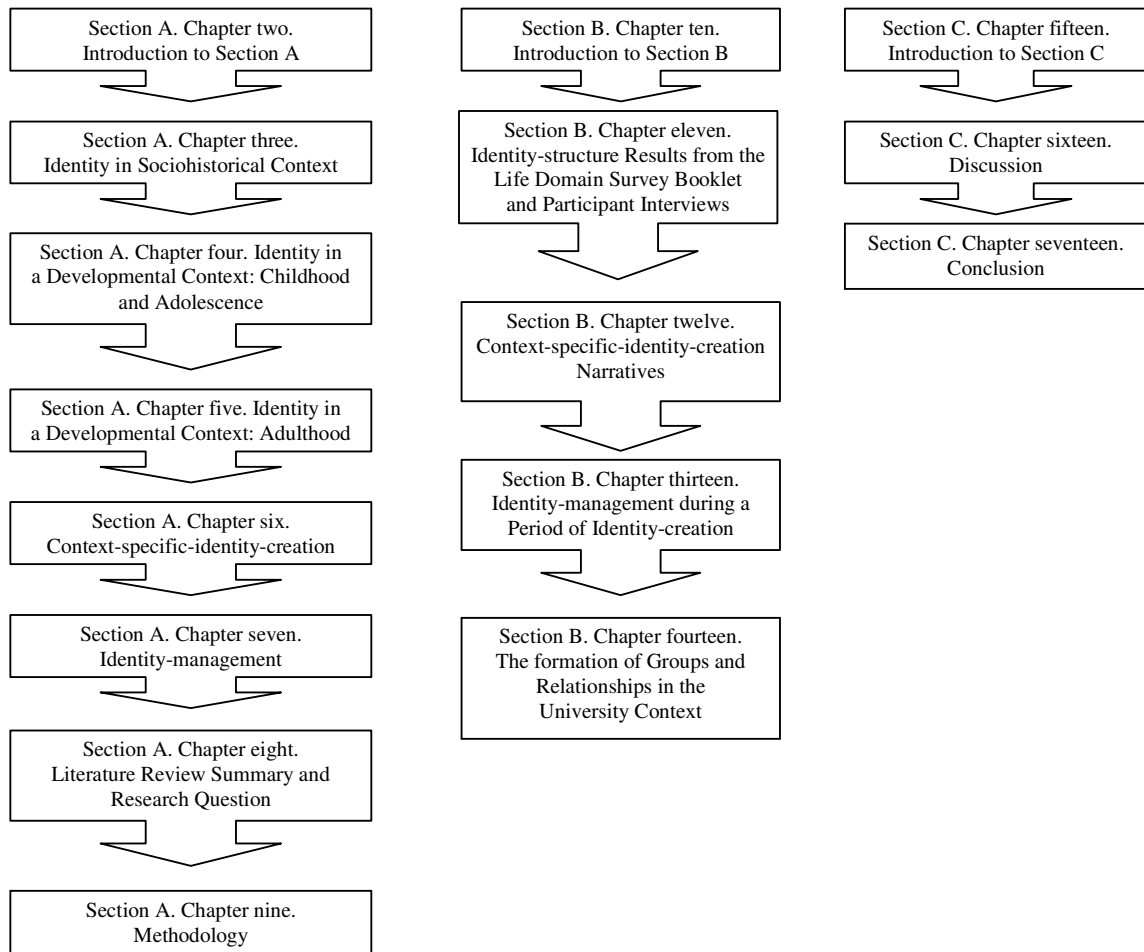 Section A. Chapter two.
Introduction to Section A
Section A. Chapter three.
Identity in Sociohistorical Context
Section A. Chapter four. Identity in
a Developmental Context: Childhood
and Adolescence
Section A. Chapter five. Identity in
a Developmental Context: Adulthood
Section A. Chapter six.
Context-specific-identity-creation
Section A. Chapter seven.
Identity-management
Section A. Chapter eight.
Literature Review Summary and
Research Question
Section A. Chapter nine.
Methodology
Section B. Chapter ten.
Introduction to Section B
Section B. Chapter eleven.
Identity-structure Results from the
Life Domain Survey Booklet
and Participant Interviews
Section B. Chapter twelve.
Context-specific-identity-creation
Narratives
Section B. Chapter thirteen.
Identity-management during a
Period of Identity-creation
Section B. Chapter fourteen.
The formation of Groups and
Relationships in the
University Context
Section C. Chapter fifteen.
Introduction to Section C
Section C. Chapter sixteen.
Discussion
Section C. Chapter seventeen.
Conclusion